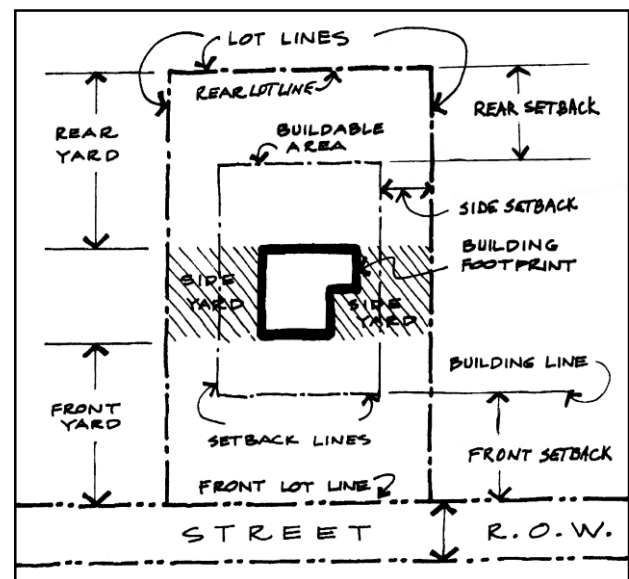 LOT LINES
REAR LOT LINE
REAR
YARD
BUILDABLE
AREA
REAR SETBACK
SIDE SETBACK
BUILDING
FOOTPRINT
SIDE
YARD
SIDE
YARD
BUILDING LINE
FRONT
YARD
SETBACK LINES
FRONT SETBACK
FRONT LOT LINE
STREET R.O.W.